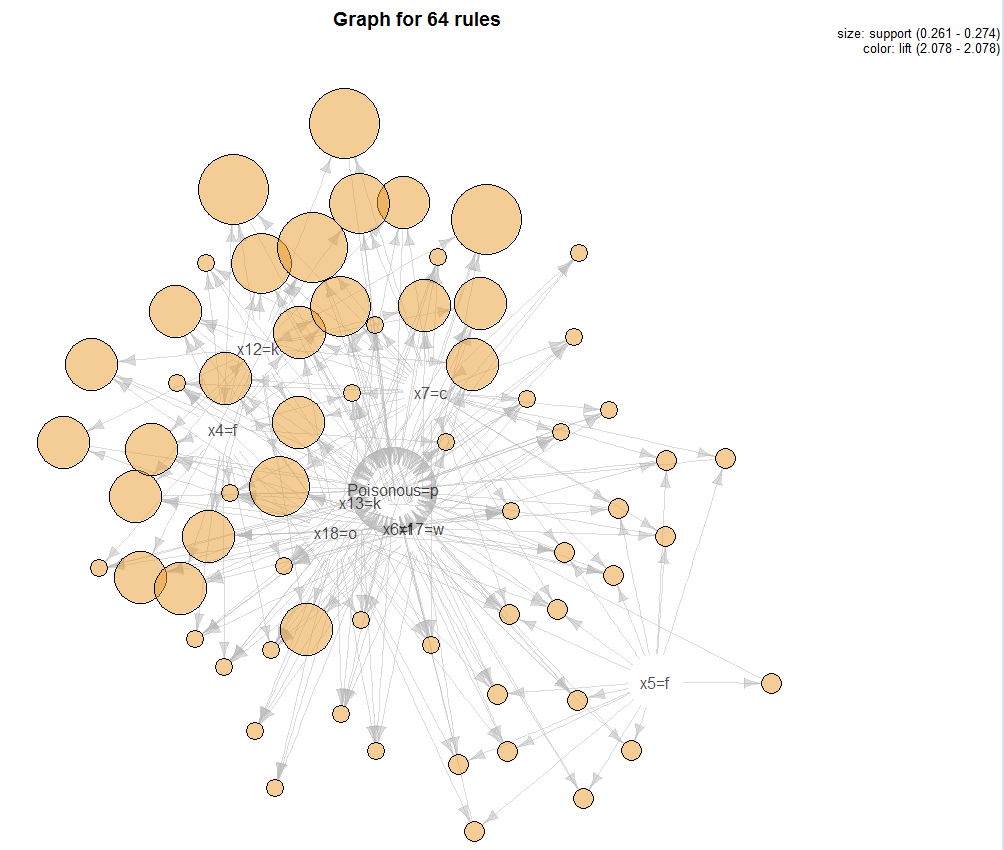 Graph for 64 rules
size: support (0.261 - 0.274)
color: lift (2.078 - 2.078)
x12=k
x7=c
x4=f
Poisonous=p
x13=k
x18=o
x17=w
x5=f